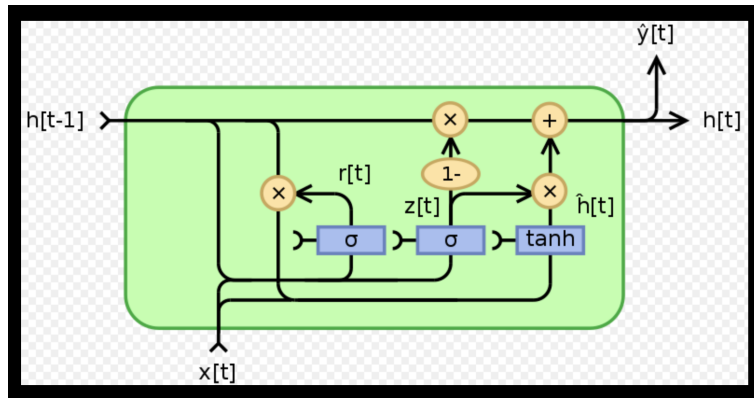 ŷ[t]
h[t-1] × + h[t]
1-
r[t]
× z[t] × ĥ[t]
σ σ tanh
x[t]